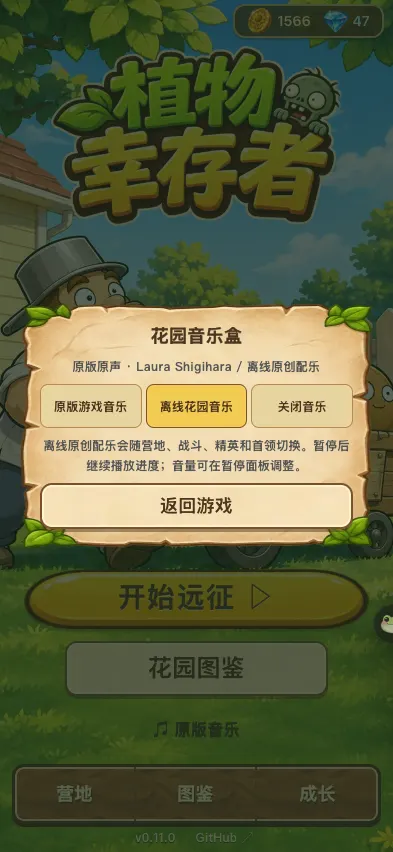 1566 47
植物
幸存者
花园音乐盒
原版原声 · Laura Shigihara / 离线原创配乐
原版游戏音乐 离线花园音乐 关闭音乐
离线原创配乐会随营地、战斗、精英和首领切换。暂停后
继续播放进度；音量可在暂停面板调整。
返回游戏
开始远征 ▷
花园图鉴
♫ 原版音乐
营地 图鉴 成长
v0.11.0 GitHub ↗